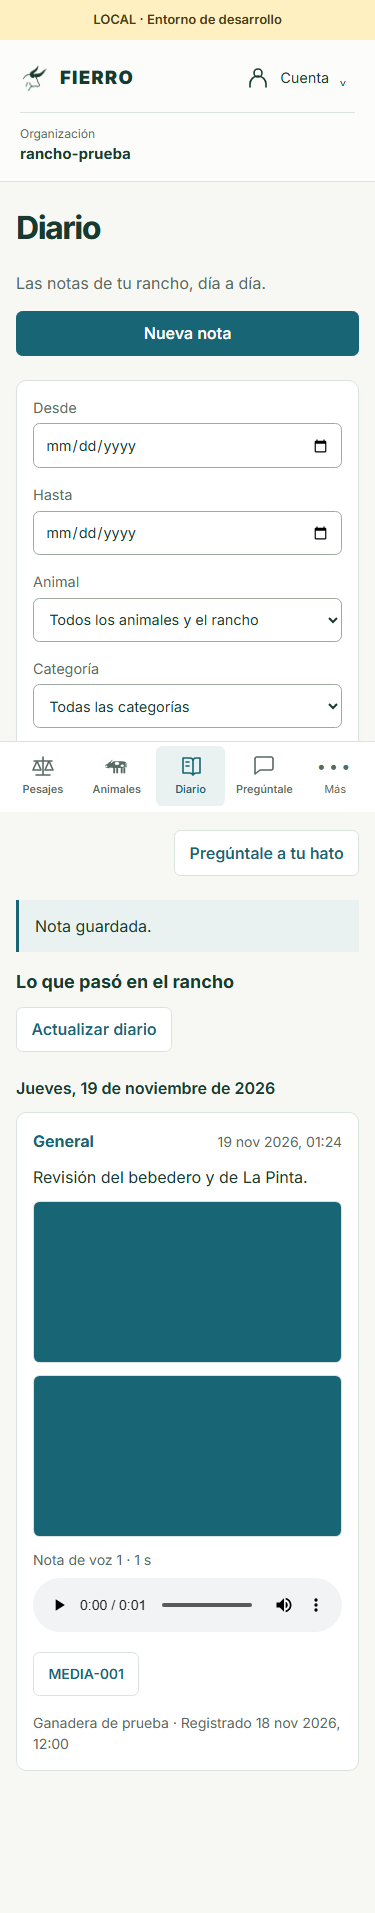 LOCAL · Entorno de desarrollo
FIERRO
Cuenta
Organización
rancho-prueba
Diario
Las notas de tu rancho, día a día.
Nueva nota
Desde
mm/dd/yyyy
Hasta
mm/dd/yyyy
Animal
Todos los animales y el rancho
Categoría
Todas las categorías
Pesajes Animales Diario Pregúntale Más
Pregúntale a tu hato
Nota guardada.
Lo que pasó en el rancho
Actualizar diario
Jueves, 19 de noviembre de 2026
General 19 nov 2026, 01:24
Revisión del bebedero y de La Pinta.
Nota de voz 1 · 1 s
0:00 / 0:01
MEDIA-001
Ganadera de prueba · Registrado 18 nov 2026,
12:00